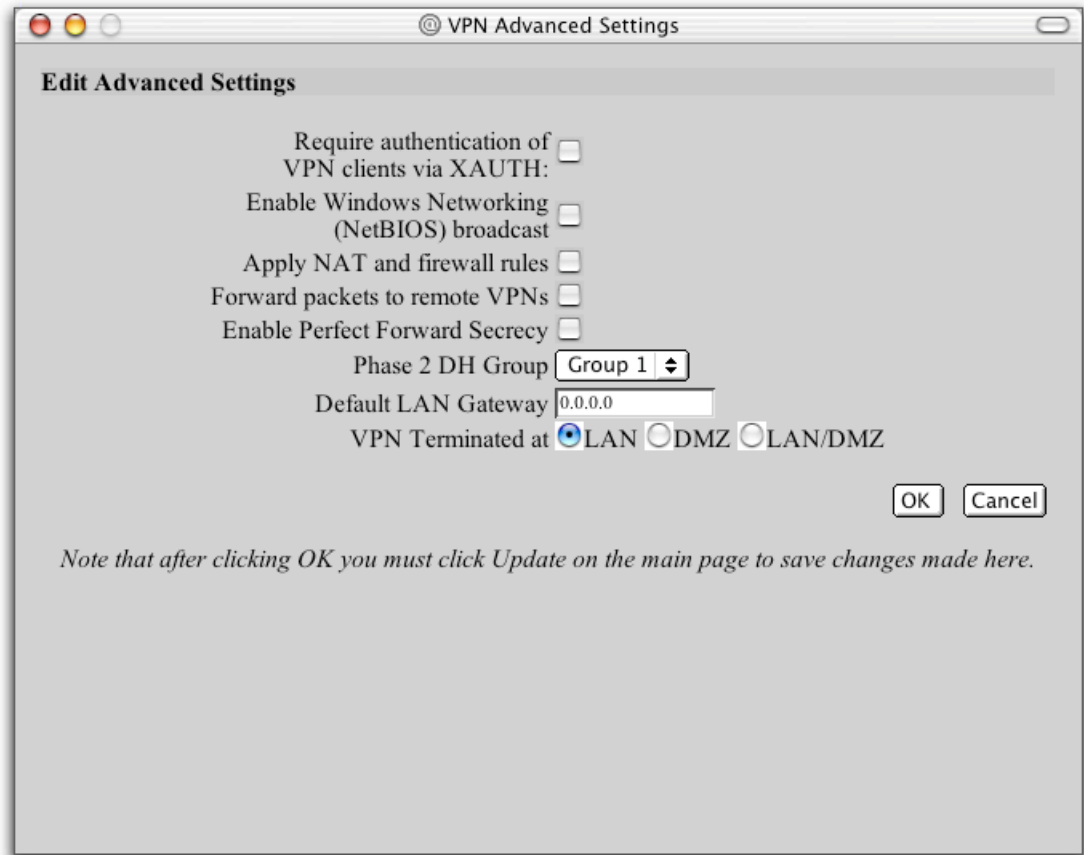 @ VPN Advanced Settings
Edit Advanced Settings
Require authentication of
VPN clients via XAUTH:
Enable Windows Networking
(NetBIOS) broadcast
Apply NAT and firewall rules
Forward packets to remote VPNs
Enable Perfect Forward Secrecy
Phase 2 DH Group Group 1
Default LAN Gateway 0.0.0.0
VPN Terminated at LAN DMZ LAN/DMZ
OK Cancel
Note that after clicking OK you must click Update on the main page to save changes made here.